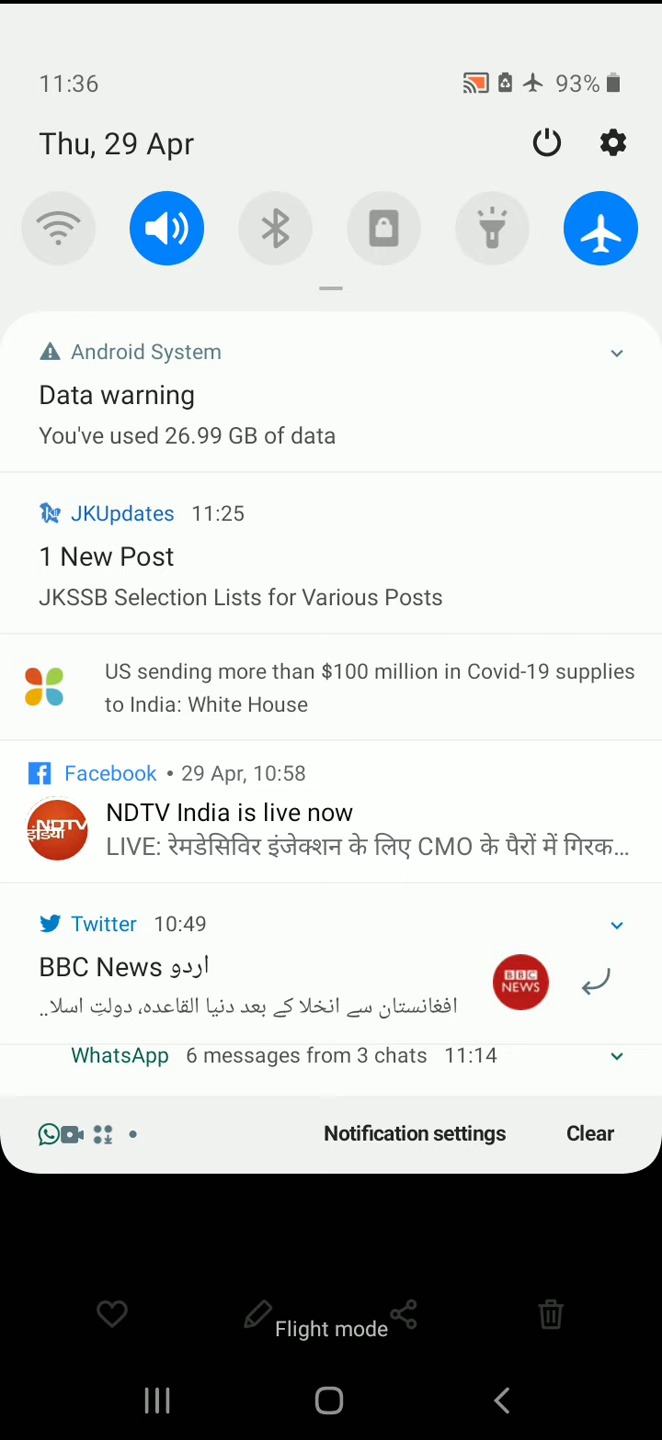 11:36
93%
Thu, 29 Apr
Android System
Data warning
You've used 26.99 GB of data
JKUpdates 11:25
1 New Post
JKSSB Selection Lists for Various Posts
US sending more than $100 million in Covid-19 supplies
to India: White House
Facebook • 29 Apr, 10:58
NDTV
इंडिया
NDTV India is live now
LIVE: रेमडेसिविर इंजेक्शन के लिए CMO के पैरों में गिरक...
Twitter 10:49
BBC News اردو
BBC
NEWS
افغانستان سے انخلا کے بعد دنیا القاعدہ، دولتِ اسلا..
WhatsApp 6 messages from 3 chats 11:14
Notification settings Clear
Flight mode